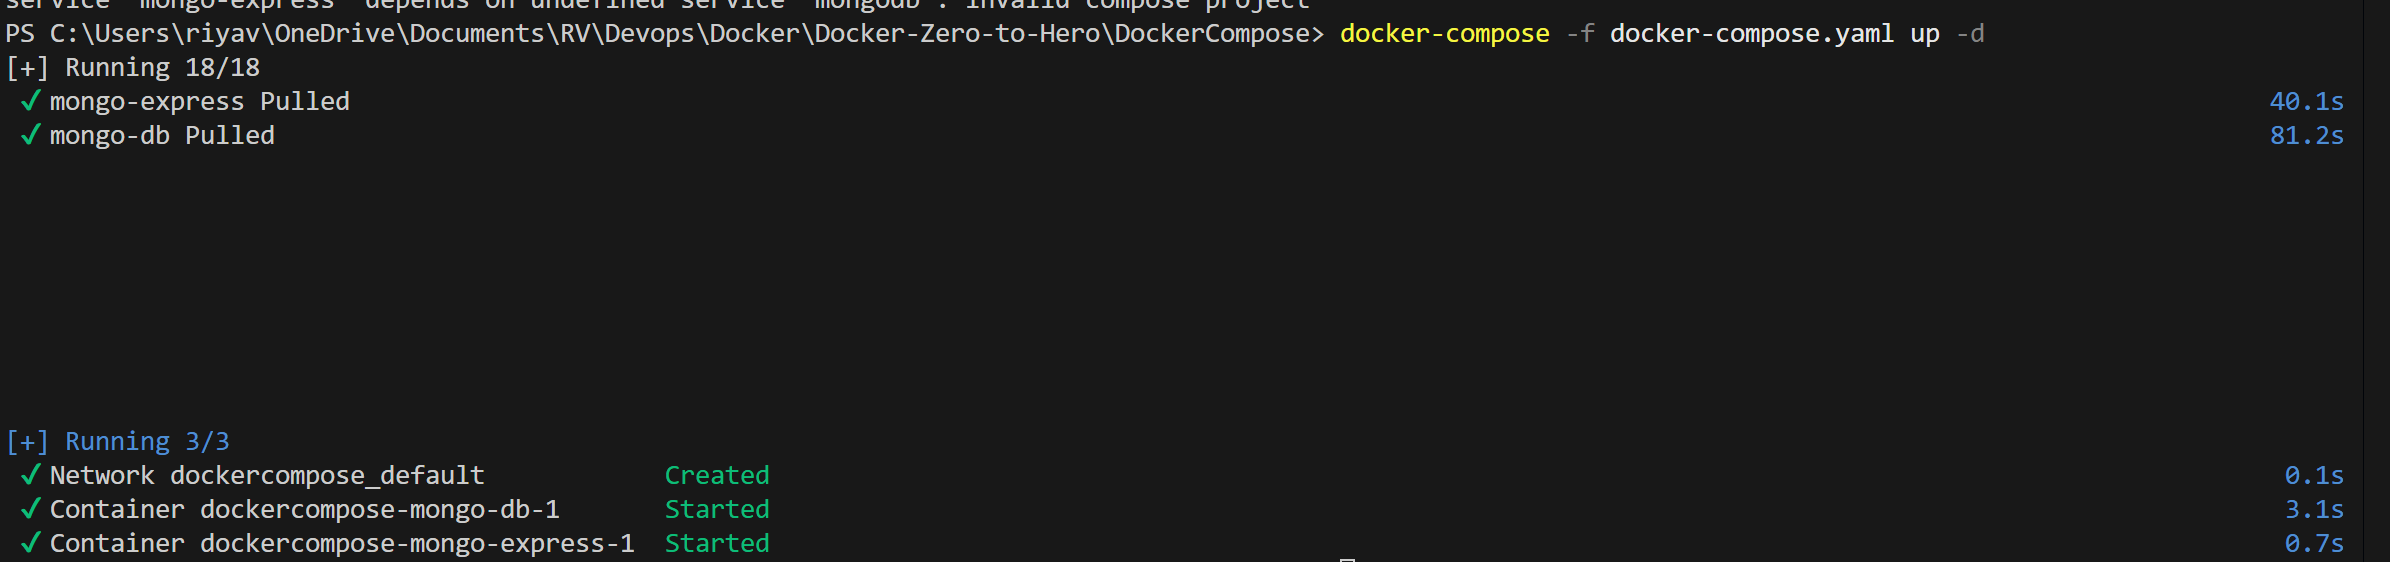 service "mongo-express" depends on undefined service "mongodb": invalid compose project
PS C:\Users\riyav\OneDrive\Documents\RV\Devops\Docker\Docker-Zero-to-Hero\DockerCompose> docker-compose -f docker-compose.yaml up -d
[+] Running 18/18
✓ mongo-express Pulled 40.1s
✓ mongo-db Pulled 81.2s
[+] Running 3/3
✓ Network dockercompose_default Created 0.1s
✓ Container dockercompose-mongo-db-1 Started 3.1s
✓ Container dockercompose-mongo-express-1 Started 0.7s